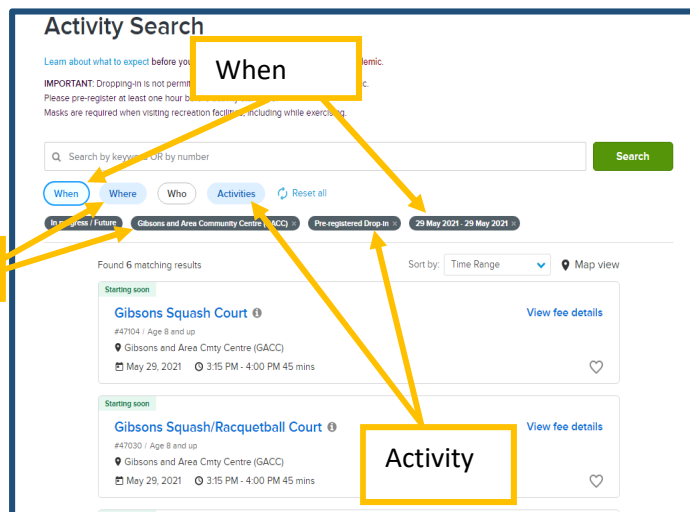 Activity Search
Learn about what to expect before you lemic.
IMPORTANT: Dropping-in is not permit c.
Please pre-register at least one hour b
Masks are required when visiting recreation facilities, including while exercising.
When
Search by keyword OR by number
Search
When Where Who Activities Reset all
In progress / Future Gibsons and Area Community Centre (GACC) × Pre-registered Drop-in × 29 May 2021 - 29 May 2021 ×
Found 6 matching results Sort by: Time Range Map view
Starting soon
Gibsons Squash Court View fee details
#47104 / Age 8 and up
Gibsons and Area Cmty Centre (GACC)
May 29, 2021 3:15 PM - 4:00 PM 45 mins
Starting soon
Gibsons Squash/Racquetball Court View fee details
#47030 / Age 8 and up
Gibsons and Area Cmty Centre (GACC)
May 29, 2021 3:15 PM - 4:00 PM 45 mins
Activity